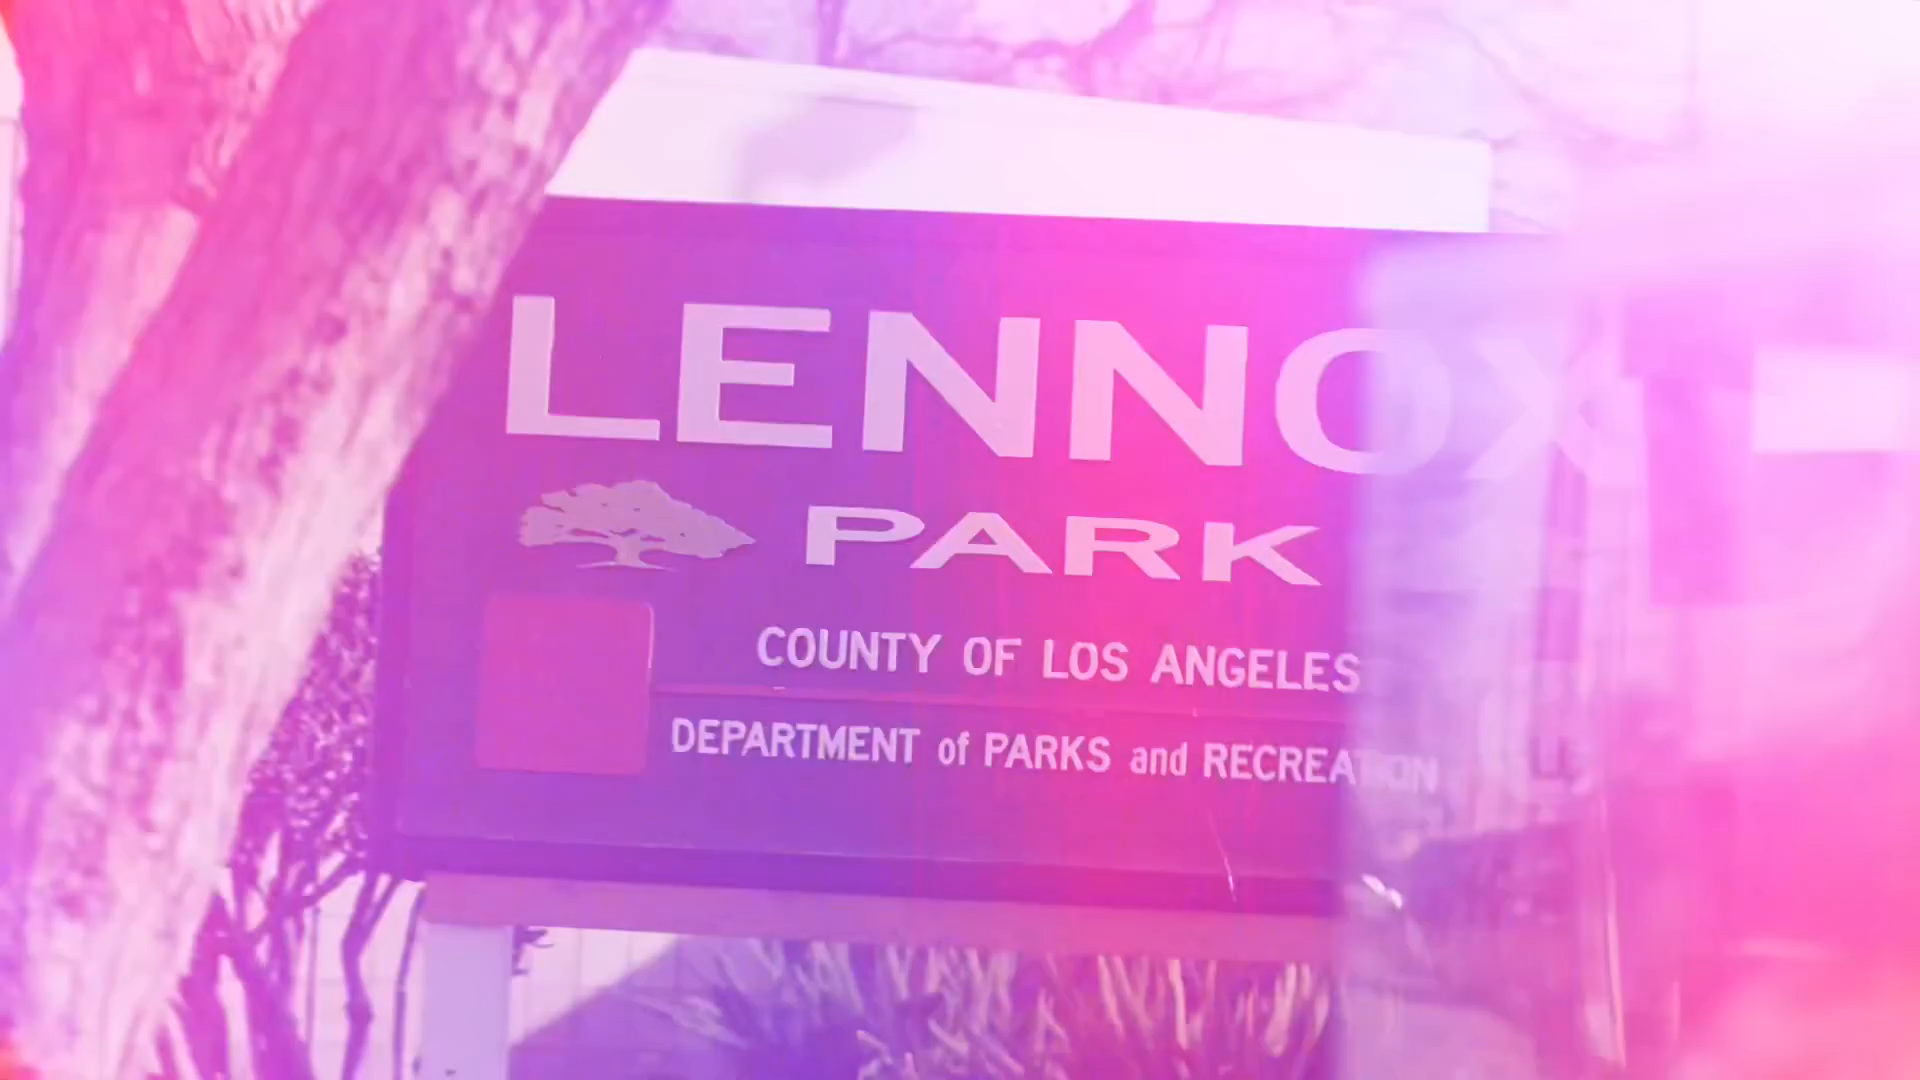 LENNOX
PARK
COUNTY OF LOS ANGELES
DEPARTMENT of PARKS and RECREATION